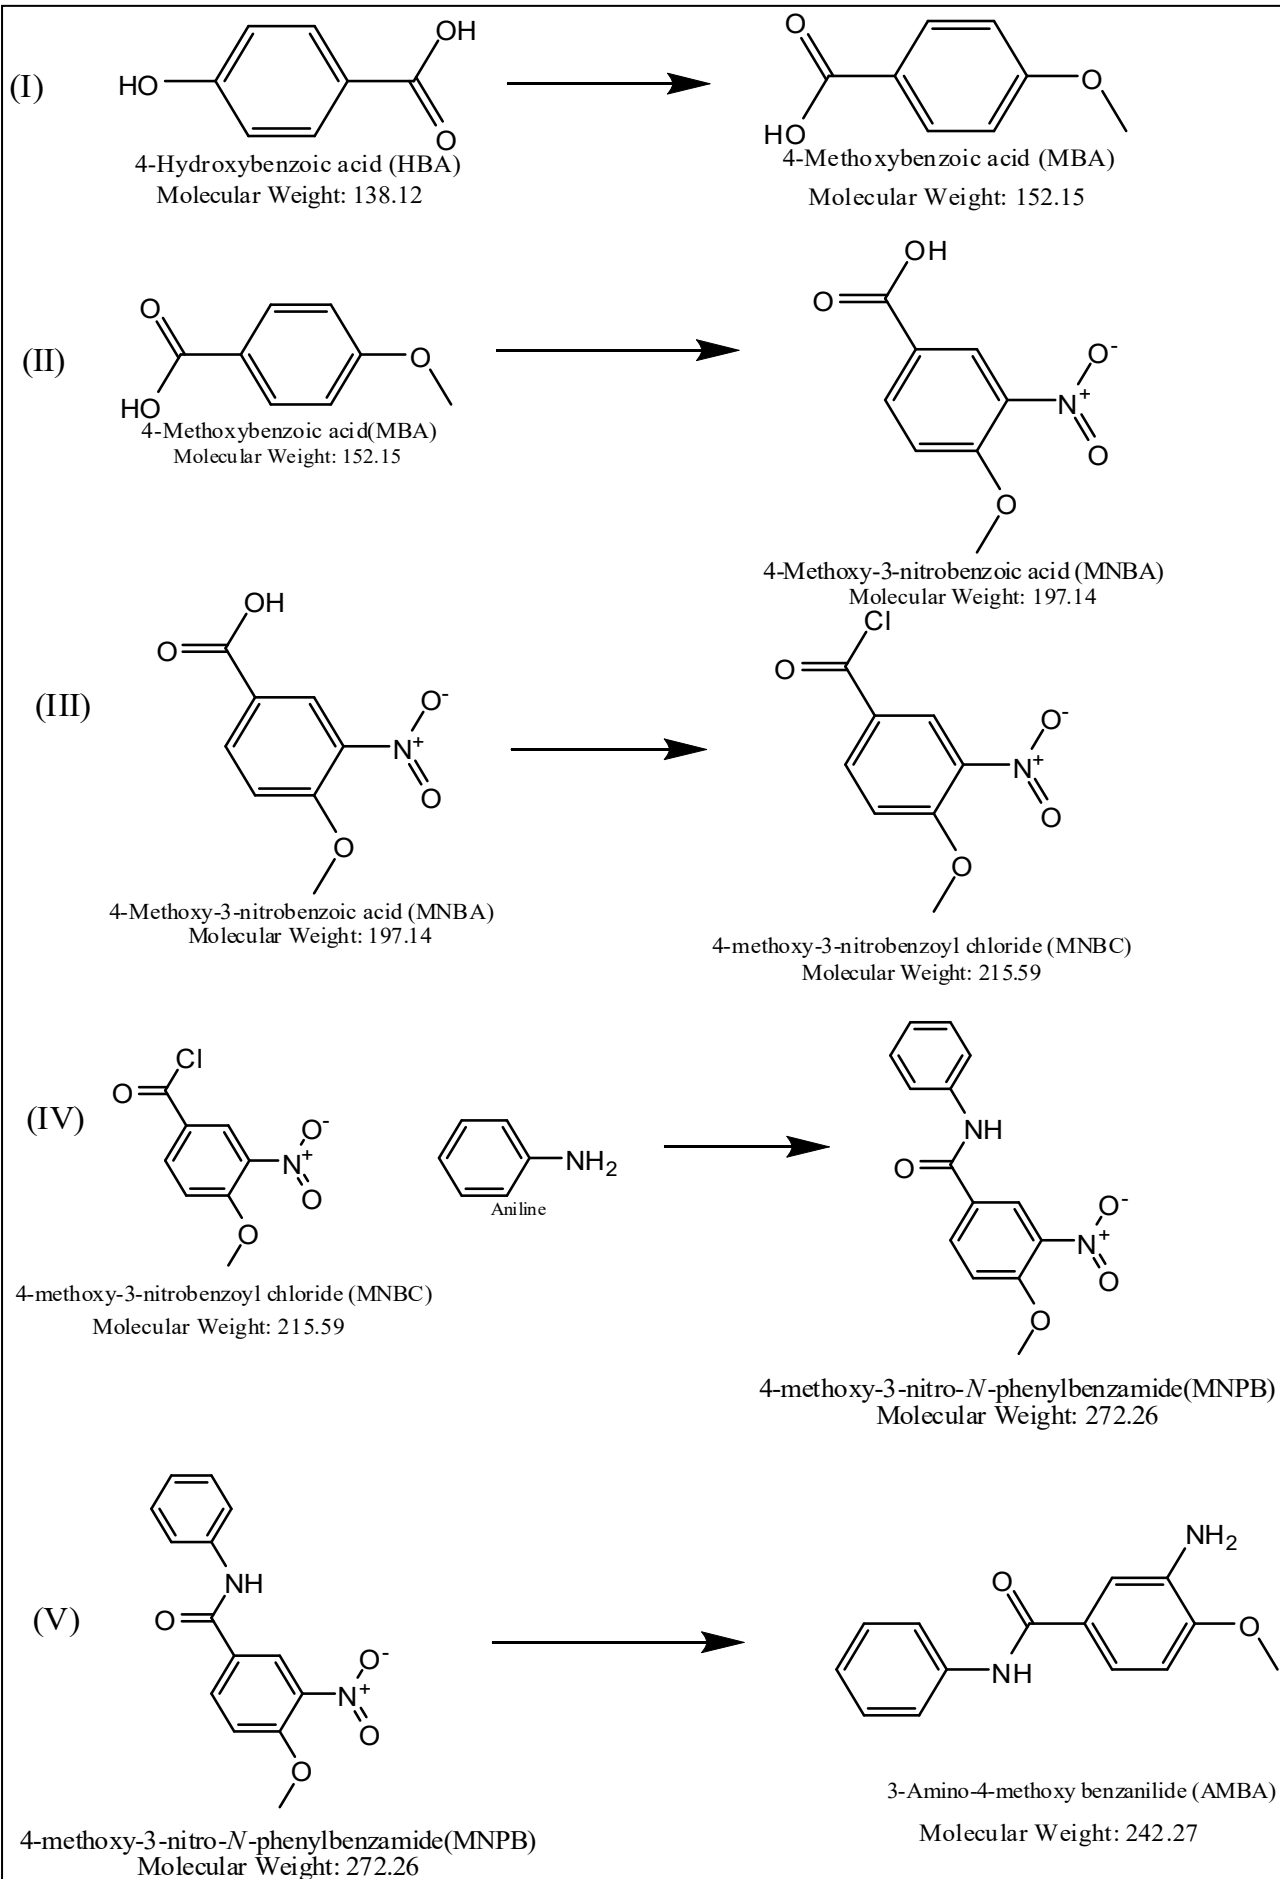 (I)
HO
OH
O
4-Hydroxybenzoic acid (HBA)
Molecular Weight: 138.12
O
HO
O
4-Methoxybenzoic acid (MBA)
Molecular Weight: 152.15
(II)
O
HO
O
4-Methoxybenzoic acid(MBA)
Molecular Weight: 152.15
OH
O
O-
N+
O
O
4-Methoxy-3-nitrobenzoic acid (MNBA)
Molecular Weight: 197.14
(III)
OH
O
O-
N+
O
O
4-Methoxy-3-nitrobenzoic acid (MNBA)
Molecular Weight: 197.14
Cl
O
O-
N+
O
O
4-methoxy-3-nitrobenzoyl chloride (MNBC)
Molecular Weight: 215.59
(IV)
Cl
O
O-
N+
O
O
4-methoxy-3-nitrobenzoyl chloride (MNBC)
Molecular Weight: 215.59
NH2
Aniline
NH
O
O-
N+
O
O
4-methoxy-3-nitro-N-phenylbenzamide(MNPB)
Molecular Weight: 272.26
(V)
NH
O
O-
N+
O
O
4-methoxy-3-nitro-N-phenylbenzamide(MNPB)
Molecular Weight: 272.26
NH2
O
O
NH
3-Amino-4-methoxy benzanilide (AMBA)
Molecular Weight: 242.27